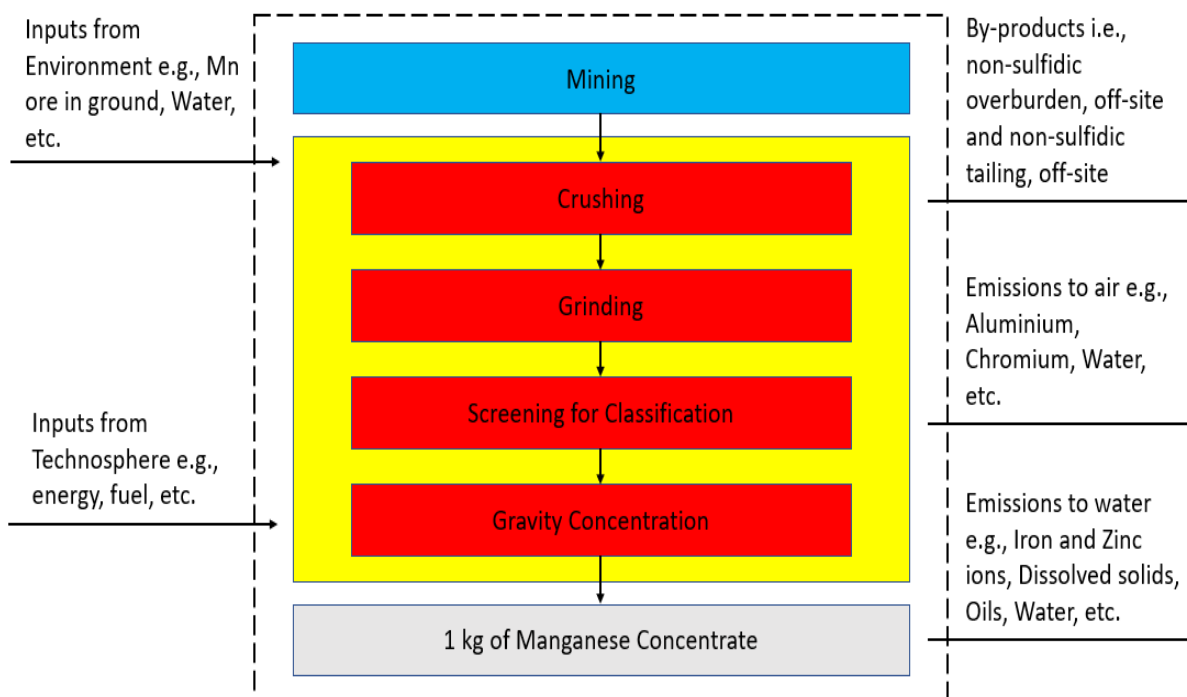 Inputs from
Environment e.g., Mn
ore in ground, Water,
etc.
Inputs from
Technosphere e.g.,
energy, fuel, etc.
Mining
Crushing
Grinding
Screening for Classification
Gravity Concentration
1 kg of Manganese Concentrate
By-products i.e.,
non-sulfidic
overburden, off-site
and non-sulfidic
tailing, off-site
Emissions to air e.g.,
Aluminium,
Chromium, Water,
etc.
Emissions to water
e.g., Iron and Zinc
ions, Dissolved solids,
Oils, Water, etc.